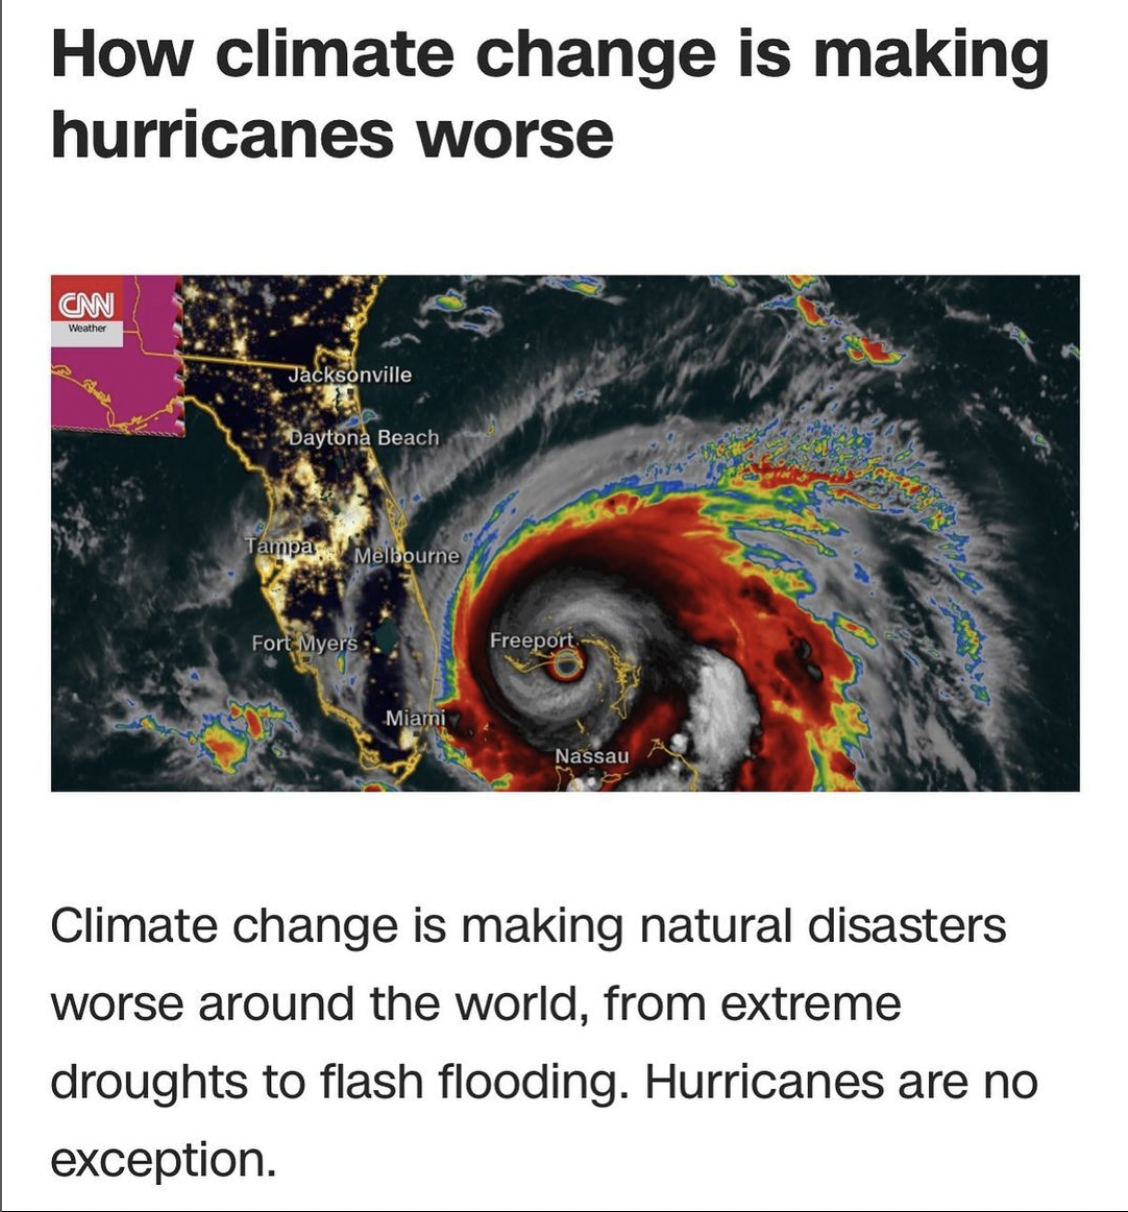 How climate change is making
hurricanes worse
CNN
Weather
Jacksonville
Daytona Beach
Tampa
Melbourne
Fort Myers
Freeport
Miami
Nassau
Climate change is making natural disasters
worse around the world, from extreme
droughts to flash flooding. Hurricanes are no
exception.